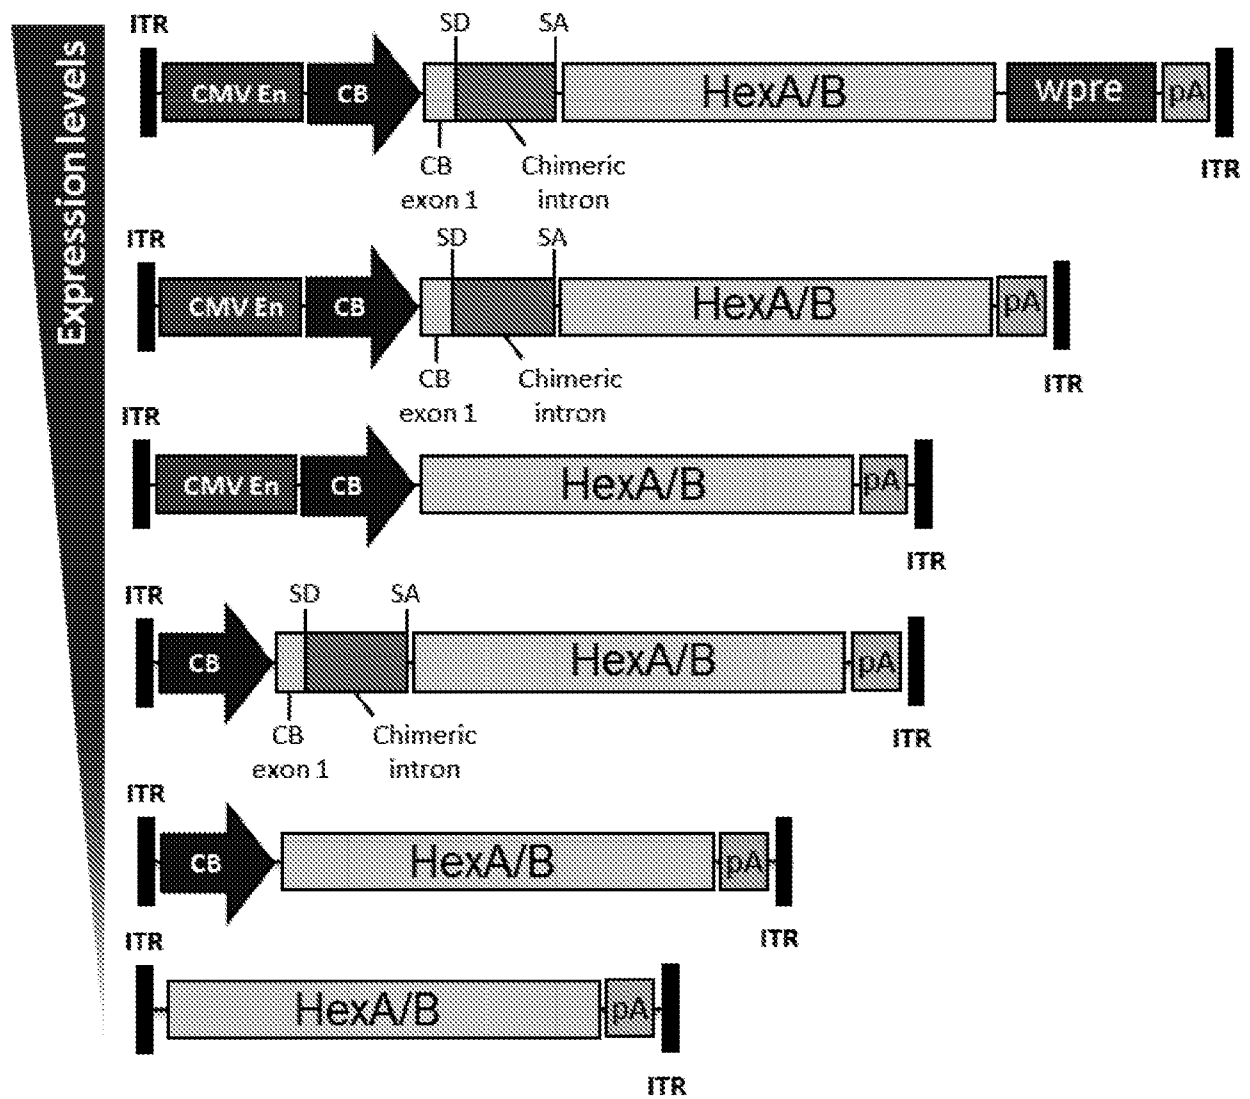 Expression levels
ITR
SD
SA
CMV En
CB
HexA/B
wpre
pA
CB
exon 1
Chimeric
intron
ITR
ITR
SD
SA
CMV En
CB
HexA/B
pA
CB
exon 1
Chimeric
intron
ITR
ITR
CMV En
CB
HexA/B
pA
ITR
ITR
SD
SA
CB
HexA/B
pA
CB
exon 1
Chimeric
intron
ITR
ITR
CB
HexA/B
pA
ITR
ITR
HexA/B
pA
ITR